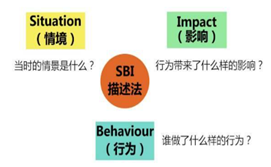 Situation
（情境）
当时的情景是什么？
Impact
（影响）
行为带来了什么样的影响？
SBI
描述法
Behaviour
（行为）
谁做了什么样的行为？